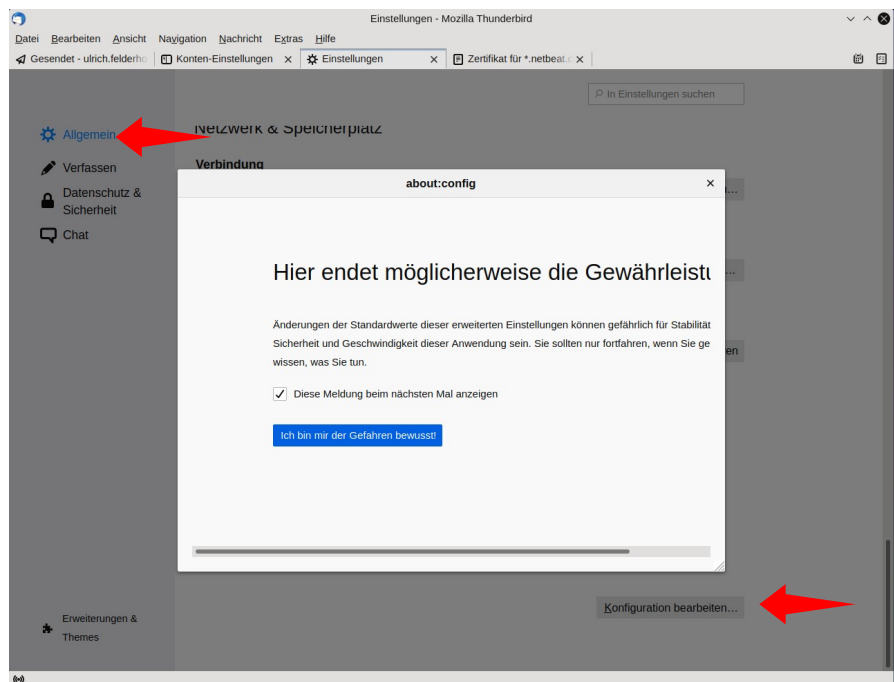 Einstellungen - Mozilla Thunderbird
Datei Bearbeiten Ansicht Navigation Nachricht Extras Hilfe
Gesendet - ulrich.felderho Konten-Einstellungen Einstellungen Zertifikat für *.netbeat.
In Einstellungen suchen
Allgemein
Netzwerk & Speicherplatz
Verfassen
Verbindung
Datenschutz &
Sicherheit
Chat
about:config
Hier endet möglicherweise die Gewährleist
Änderungen der Standardwerte dieser erweiterten Einstellungen können gefährlich für Stabilität
Sicherheit und Geschwindigkeit dieser Anwendung sein. Sie sollten nur fortfahren, wenn Sie ge
wissen, was Sie tun.
en
Diese Meldung beim nächsten Mal anzeigen
Ich bin mir der Gefahren bewusst!
Konfiguration bearbeiten…
Erweiterungen &
Themes